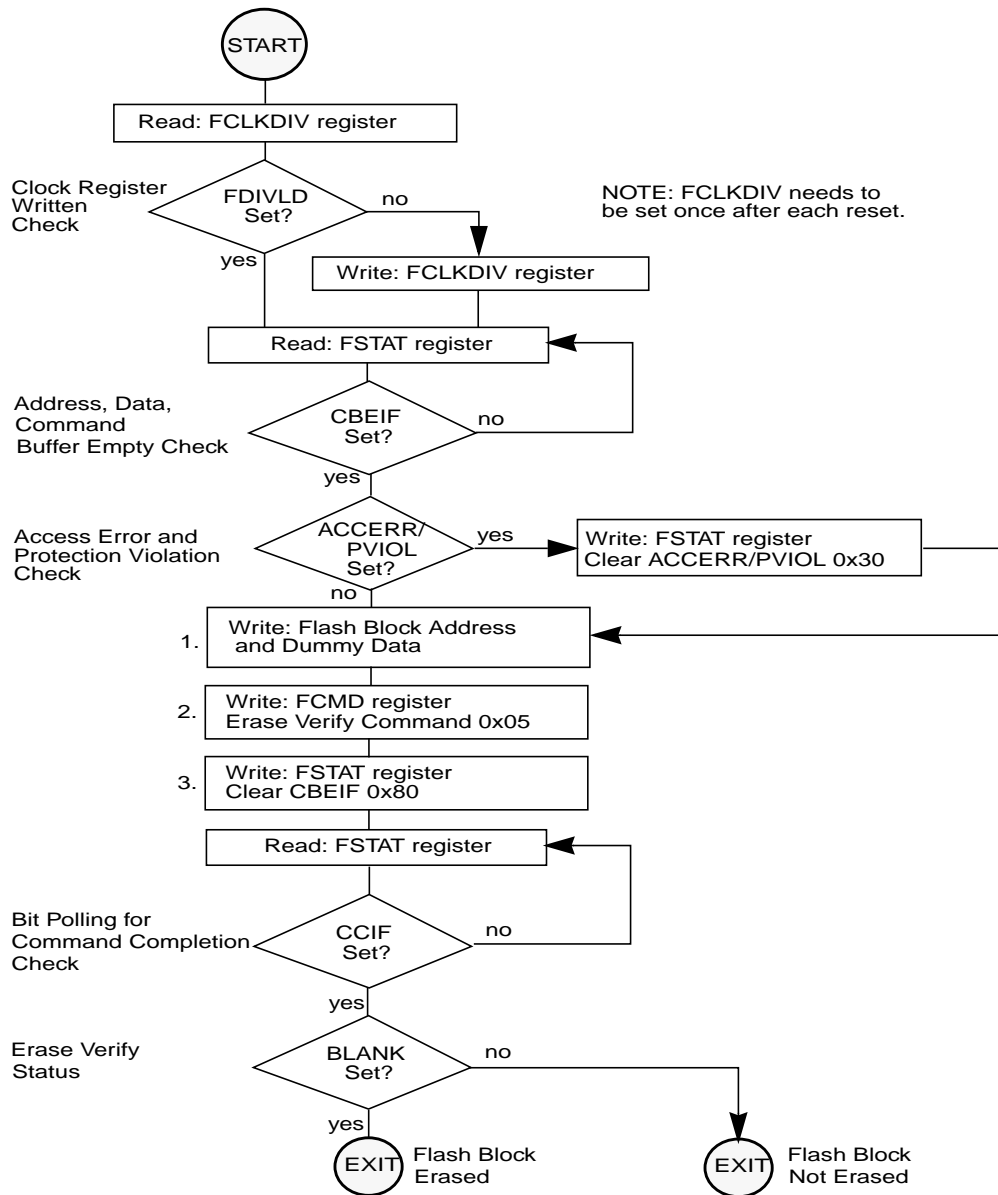 START
Read: FCLKDIV register
Clock Register
Written
Check
FDIVLD
Set?
no
NOTE: FCLKDIV needs to
be set once after each reset.
yes
Write: FCLKDIV register
Read: FSTAT register
Address, Data,
Command
Buffer Empty Check
CBEIF
Set?
no
yes
Access Error and
Protection Violation
Check
ACCERR/
PVIOL
Set?
yes
Write: FSTAT register
Clear ACCERR/PVIOL 0x30
no
1.
Write: Flash Block Address
and Dummy Data
2.
Write: FCMD register
Erase Verify Command 0x05
3.
Write: FSTAT register
Clear CBEIF 0x80
Read: FSTAT register
Bit Polling for
Command Completion
Check
CCIF
Set?
no
yes
Erase Verify
Status
BLANK
Set?
no
yes
EXIT
Flash Block
Erased
EXIT
Flash Block
Not Erased